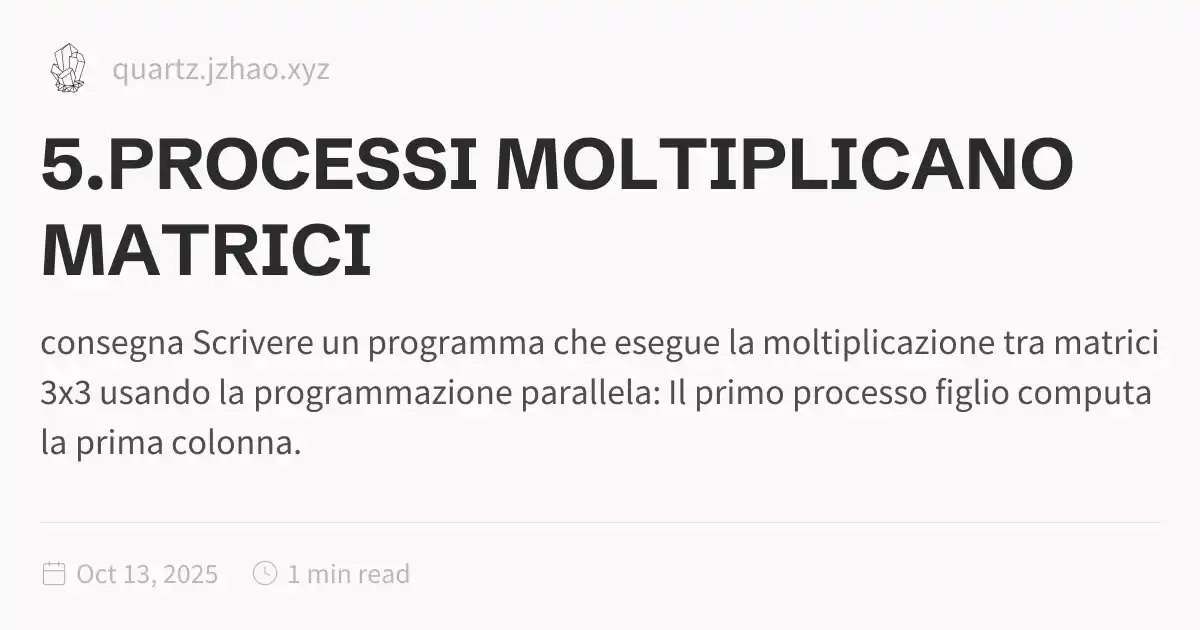 quartz.jzhao.xyz
5.PROCESSI MOLTIPLICANO
MATRICI
consegna Scrivere un programma che esegue la moltiplicazione tra matrici
3x3 usando la programmazione parallela: Il primo processo figlio computa
la prima colonna.
Oct 13, 2025 1 min read